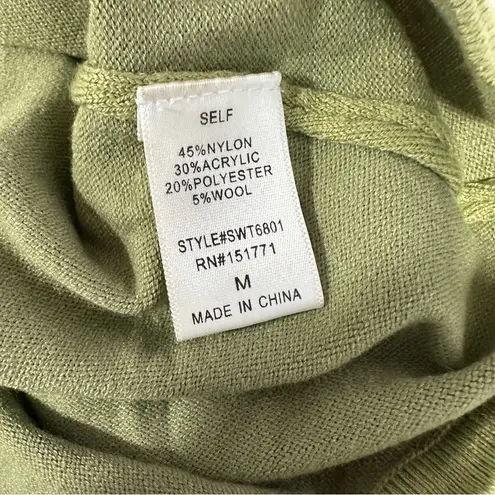 SELF
45%NYLON
30%ACRYLIC
20%POLYESTER
5%WOOL
STYLE#SWT6801
RN#151771
M
MADE IN CHINA